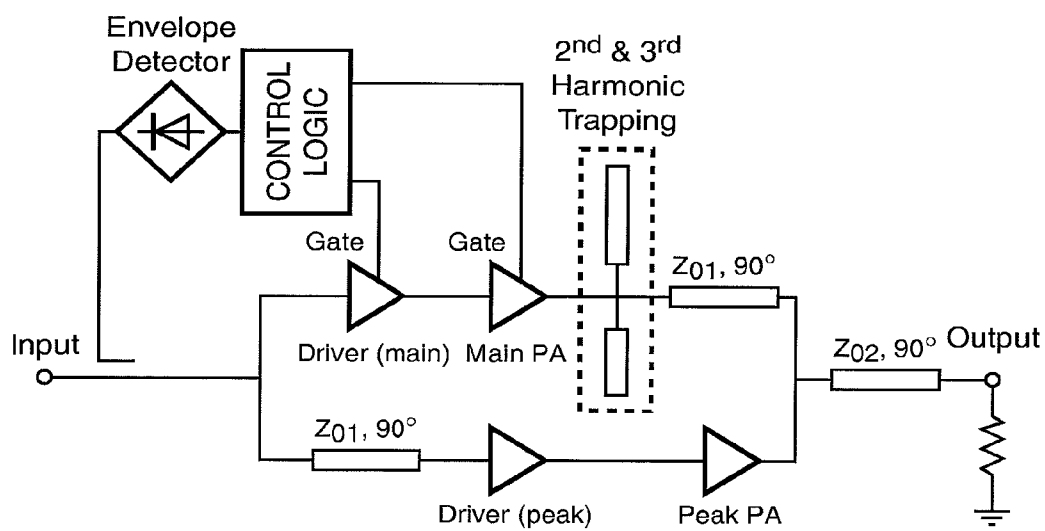 Envelope
Detector
CONTROL
LOGIC
2nd & 3rd
Harmonic
Trapping
Gate
Gate
Z01, 90°
Input
Driver (main)
Main PA
Z02, 90°
Output
Z01, 90°
Driver (peak)
Peak PA